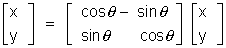 [x] = [cosθ − sinθ] [x]
[y] [sinθ cosθ] [y]